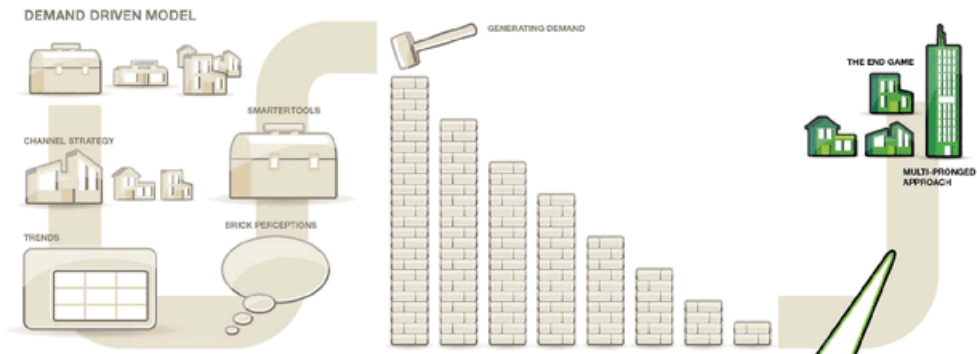 DEMAND DRIVEN MODEL
GENERATING DEMAND
THE END GAME
SMARTER TOOLS
CHANNEL STRATEGY
MULTI-PRONGED
APPROACH
BRICK PERCEPTIONS
TRENDS